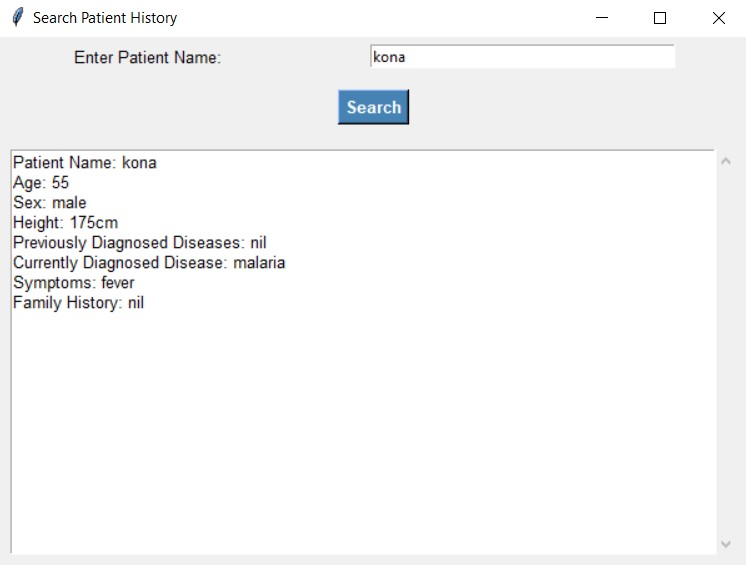 Search Patient History
Enter Patient Name: kona
Search
Patient Name: kona
Age: 55
Sex: male
Height: 175cm
Previously Diagnosed Diseases: nil
Currently Diagnosed Disease: malaria
Symptoms: fever
Family History: nil